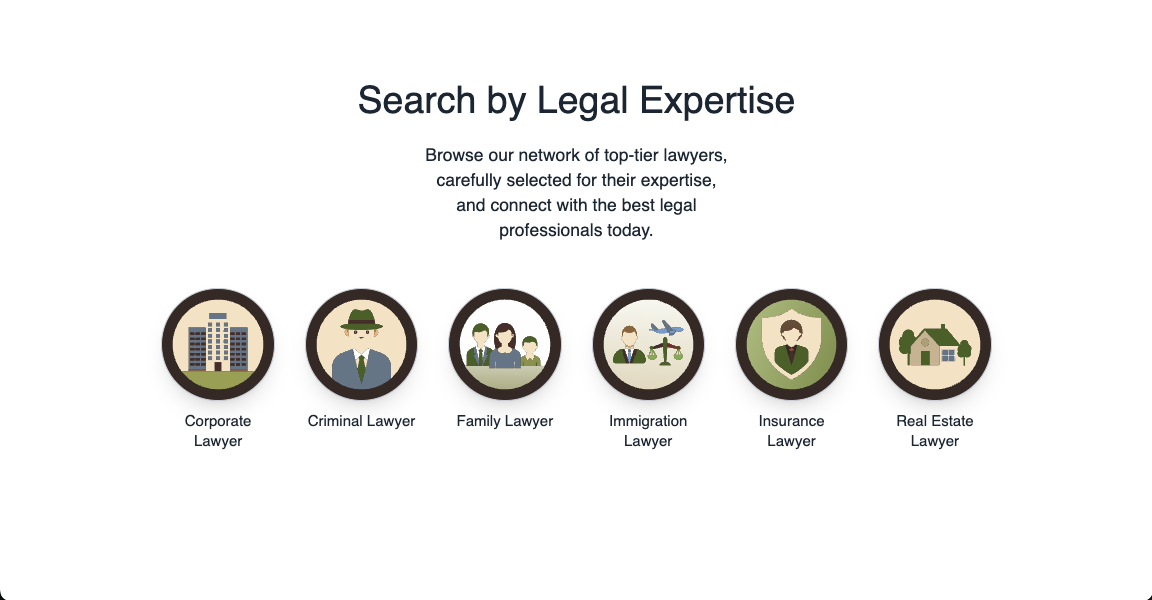 Search by Legal Expertise
Browse our network of top-tier lawyers,
carefully selected for their expertise,
and connect with the best legal
professionals today.
Corporate
Lawyer
Criminal Lawyer
Family Lawyer
Immigration
Lawyer
Insurance
Lawyer
Real Estate
Lawyer